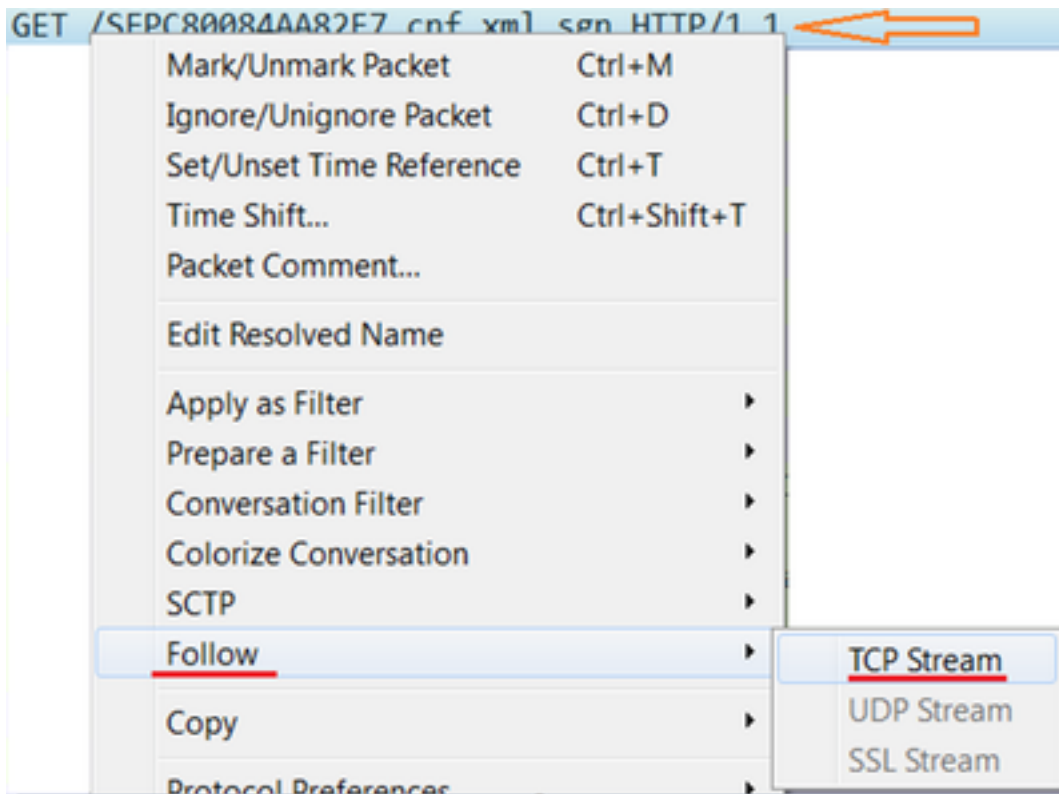 GET /SEPC80084AA82E7.cnf.xml.sgn HTTP/1.1
Mark/Unmark Packet Ctrl+M
Ignore/Unignore Packet Ctrl+D
Set/Unset Time Reference Ctrl+T
Time Shift... Ctrl+Shift+T
Packet Comment...
Edit Resolved Name
Apply as Filter
Prepare a Filter
Conversation Filter
Colorize Conversation
SCTP
Follow
TCP Stream
UDP Stream
Copy
SSL Stream
Protocol Preferences